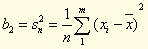 b₂ = s²ₙ = 1/n ∑₁ᵐ (xᵢ − x̅)²